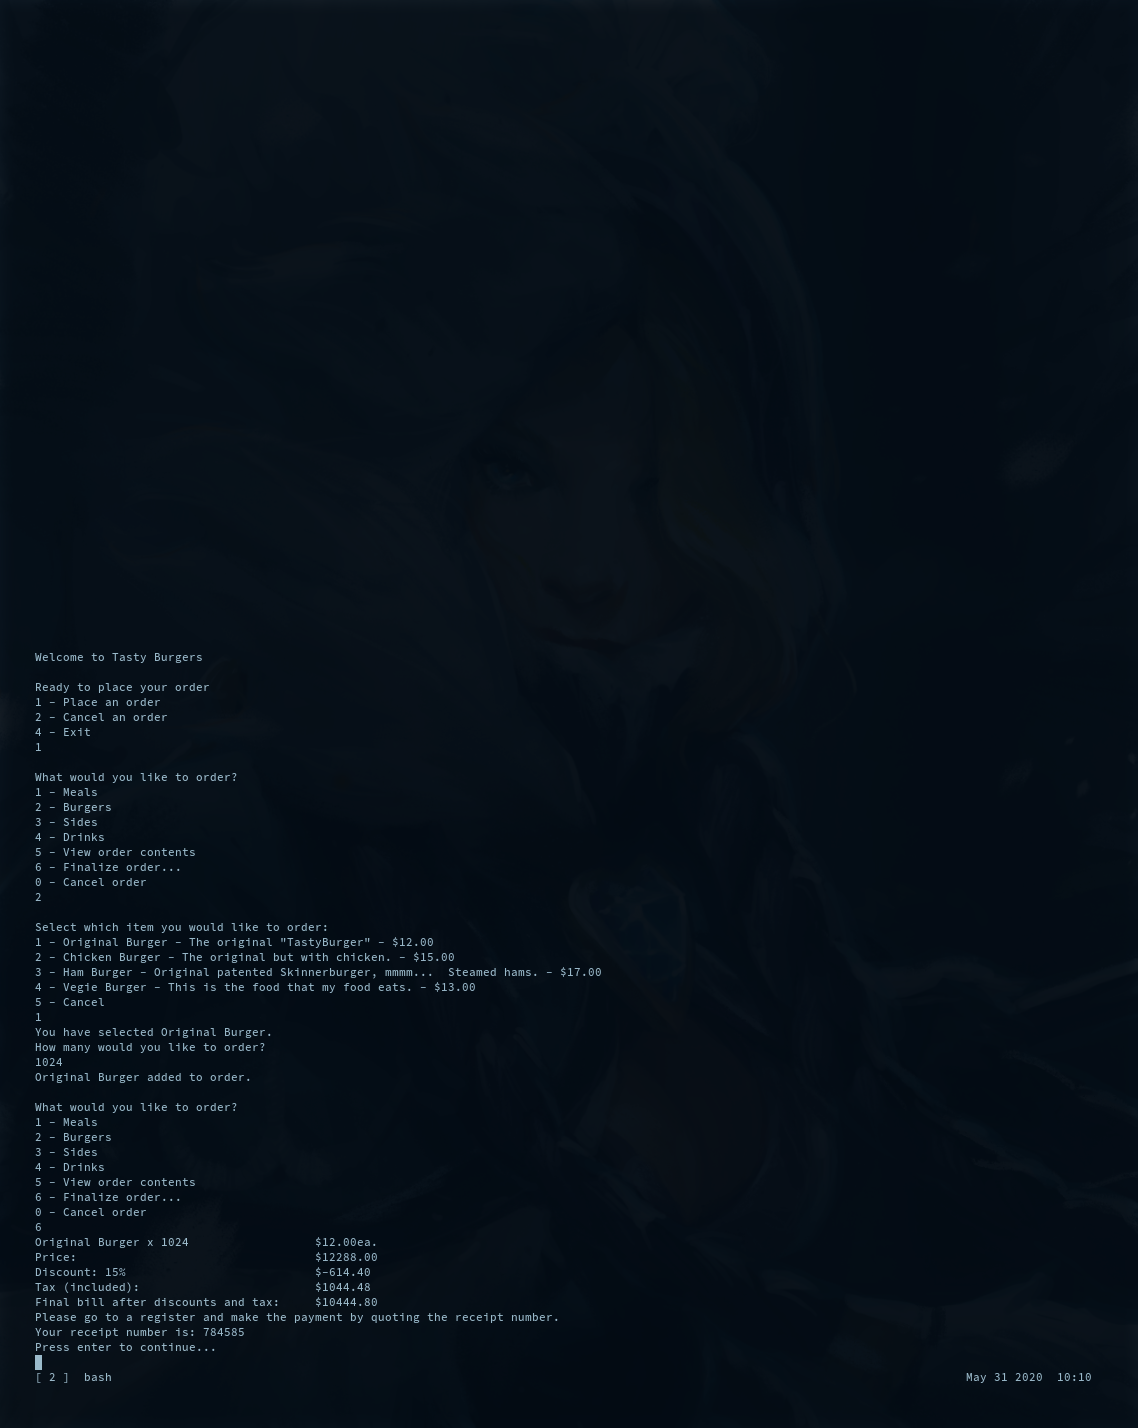 Welcome to Tasty Burgers
Ready to place your order
1 - Place an order
2 - Cancel an order
4 - Exit
1
What would you like to order?
1 - Meals
2 - Burgers
3 - Sides
4 - Drinks
5 - View order contents
6 - Finalize order...
0 - Cancel order
2
Select which item you would like to order:
1 - Original Burger - The original "TastyBurger" - $12.00
2 - Chicken Burger - The original but with chicken. - $15.00
3 - Ham Burger - Original patented Skinnerburger, mmmm...  Steamed hams. - $17.00
4 - Vegie Burger - This is the food that my food eats. - $13.00
5 - Cancel
1
You have selected Original Burger.
How many would you like to order?
1024
Original Burger added to order.
What would you like to order?
1 - Meals
2 - Burgers
3 - Sides
4 - Drinks
5 - View order contents
6 - Finalize order...
0 - Cancel order
6
Original Burger x 1024 $12.00ea.
Price: $12288.00
Discount: 15% $-614.40
Tax (included): $1044.48
Final bill after discounts and tax: $10444.80
Please go to a register and make the payment by quoting the receipt number.
Your receipt number is: 784585
Press enter to continue...
[ 2 ]  bash May 31 2020  10:10